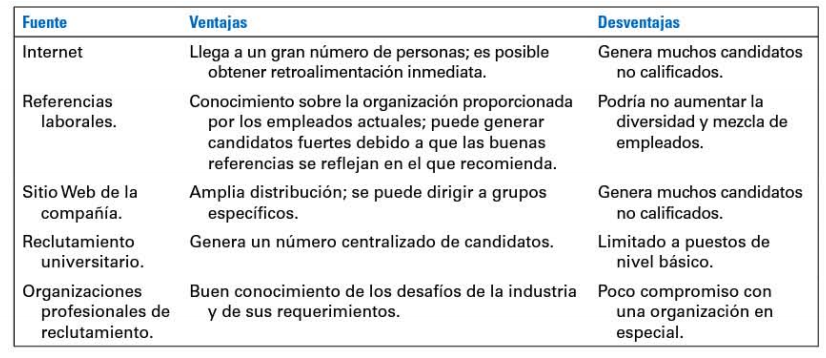 Fuente Ventajas Desventajas
Internet Llega a un gran número de personas; es posible Genera muchos candidatos
obtener retroalimentación inmediata. no calificados.
Referencias Conocimiento sobre la organización proporcionada Podría no aumentar la
laborales. por los empleados actuales; puede generar diversidad y mezcla de
candidatos fuertes debido a que las buenas empleados.
referencias se reflejan en el que recomienda.
Sitio Web de la Amplia distribución; se puede dirigir a grupos Genera muchos candidatos
compañía. específicos. no calificados.
Reclutamiento Genera un número centralizado de candidatos. Limitado a puestos de
universitario. nivel básico.
Organizaciones Buen conocimiento de los desafíos de la industria Poco compromiso con
profesionales de y de sus requerimientos. una organización en
reclutamiento. especial.